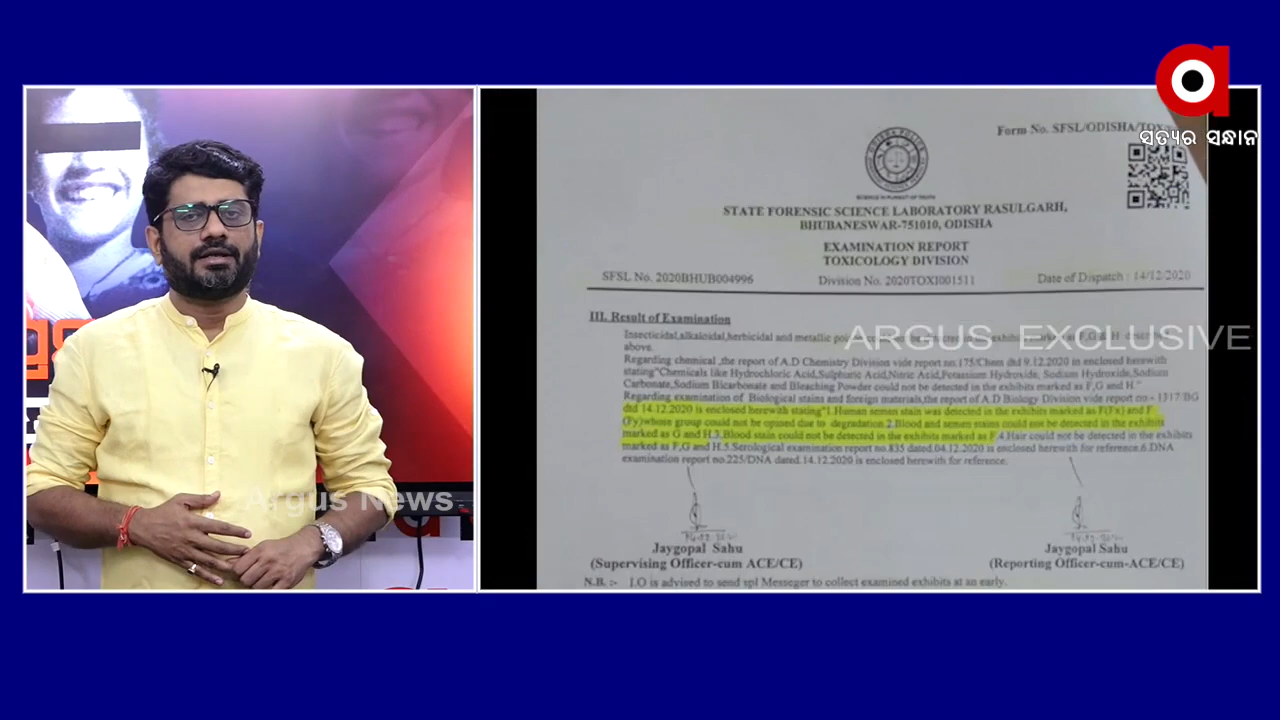 ସତ୍ୟର ସନ୍ଧାନ
Argus News
ARGUS EXCLUSIVE
Form No. SFSL/ODISHA/TOX
SCIENCE IN PURSUIT OF TRUTH
STATE FORENSIC SCIENCE LABORATORY RASULGARH,
BHUBANESWAR-751010, ODISHA
EXAMINATION REPORT
TOXICOLOGY DIVISION
SFSL No. 2020BHUB004996
Division No. 2020TOXI001511
Date of Dispatch : 14/12/2020
III. Result of Examination
Insecticidal,alkaloidal,herbicidal and metallic
above.
Regarding chemical ,the report of A.D Chemistry Division vide report no.175/Chem dtd 9.12.2020 in enclosed herewith
stating"Chemicals like Hydrochloric Acid,Sulphuric Acid,Nitric Acid,Potassium Hydroxide, Sodium Hydroxide,Sodium
Carbonate,Sodium Bicarbonate and Bleaching Powder could not be detected in the exhibits marked as F,G and H."
Regarding examination of Biological stains and foreign materials,the report of A.D Biology Division vide report no - 1317/BG
dtd 14.12.2020 is enclosed herewith stating"1.Human semen stain was detected in the exhibits marked as F(Fx) and F
(Fy)whose group could not be opined due to degradation.2.Blood and semen stains could not be detected in the exhibits
marked as G and H.3.Blood stain could not be detected in the exhibits marked as F.4.Hair could not be detected in the exhibits
marked as F,G and H.5.Serological examination report no.835 dated.04.12.2020 is enclosed herewith for reference.6.DNA
examination report no.225/DNA dated.14.12.2020 is enclosed herewith for reference.
Jaygopal Sahu
(Supervising Officer-cum ACE/CE)
Jaygopal Sahu
(Reporting Officer-cum-ACE/CE)
N.B. :- I.O is advised to send spl Messeger to collect examined exhibits at an early.